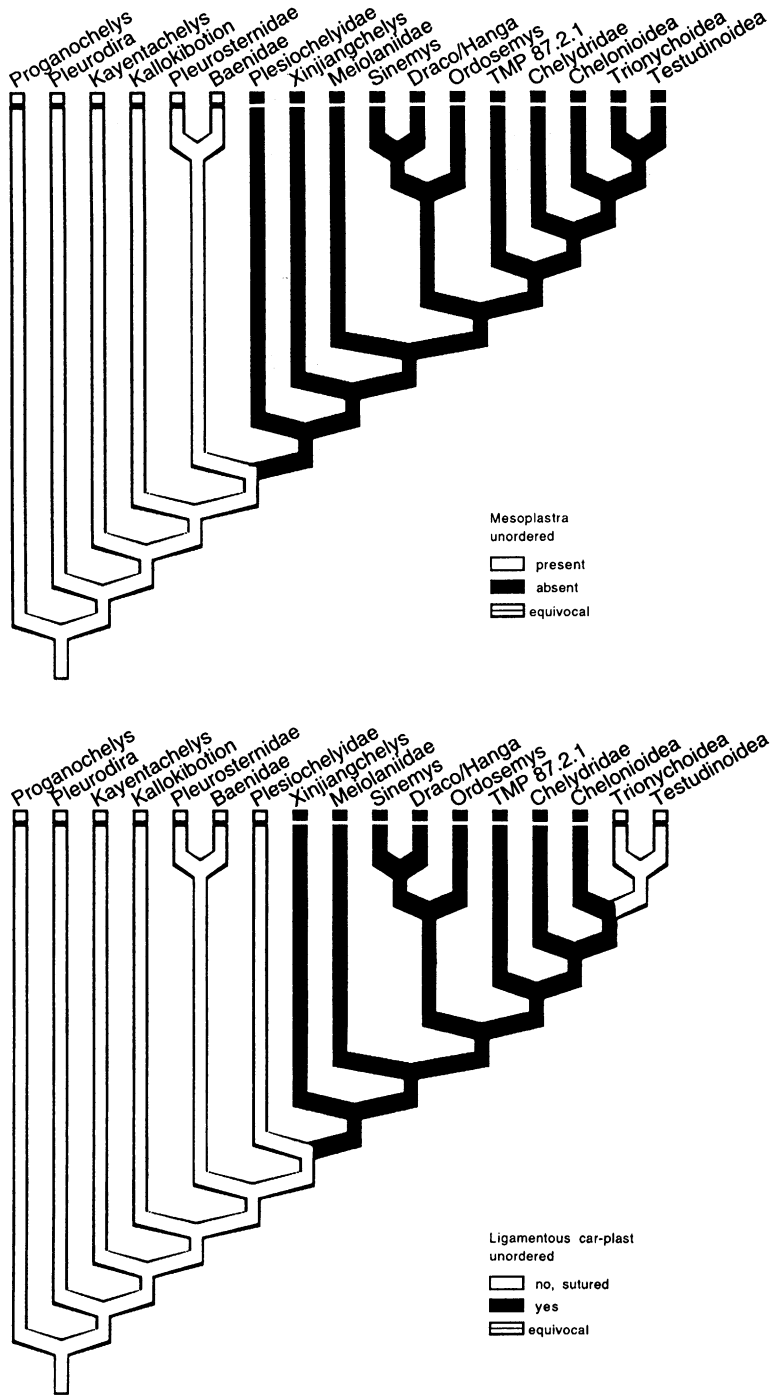 Proganochelys
Pleurodira
Kayentachelys
Kallokibotion
Pleurosternidae
Baenidae
Plesiochelyidae
Xinjiangchelys
Meiolaniidae
Sinemys
Draco/Hanga
Ordosemys
TMP 87.2.1
Chelydridae
Chelonioidea
Trionychoidea
Testudinoidea
Mesoplastra
unordered
present
absent
equivocal
Proganochelys
Pleurodira
Kayentachelys
Kallokibotion
Pleurosternidae
Baenidae
Plesiochelyidae
Xinjiangchelys
Meiolaniidae
Sinemys
Draco/Hanga
Ordosemys
TMP 87.2.1
Chelydridae
Chelonioidea
Trionychoidea
Testudinoidea
Ligamentous car-plast
unordered
no, sutured
yes
equivocal